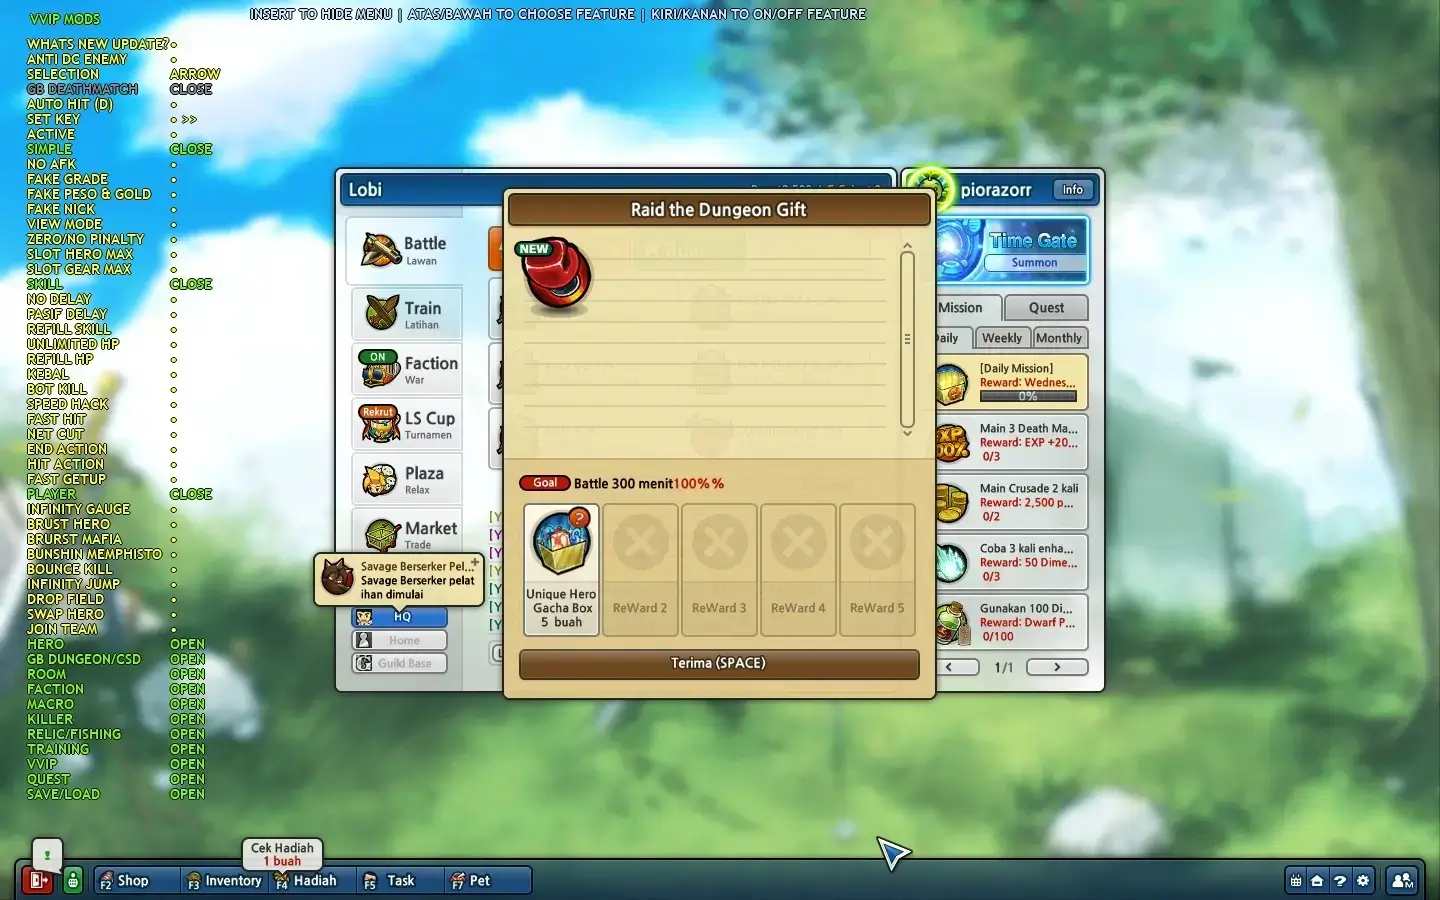 VVIP MODS
INSERT TO HIDE MENU | ATAS/BAWAH TO CHOOSE FEATURE | KIRI/KANAN TO ON/OFF FEATURE
WHATS NEW UPDATE?
ANTI DC ENEMY
SELECTION ARROW
GB DEATHMATCH CLOSE
AUTO HIT (D)
SET KEY >>
ACTIVE
SIMPLE CLOSE
NO AFK
FAKE GRADE
FAKE PESO & GOLD
FAKE NICK
VIEW MODE
ZERO/NO PINALTY
SLOT HERO MAX
SLOT GEAR MAX
SKILL CLOSE
NO DELAY
PASIF DELAY
REFILL SKILL
UNLIMITED HP
REFILL HP
KEBAL
BOT KILL
SPEED HACK
FAST HIT
NET CUT
END ACTION
HIT ACTION
FAST GETUP
PLAYER CLOSE
INFINITY GAUGE
BRUST HERO
BRURST MAFIA
BUNSHIN MEMPHISTO
BOUNCE KILL
INFINITY JUMP
DROP FIELD
SWAP HERO
JOIN TEAM
HERO OPEN
GB DUNGEON/CSD OPEN
ROOM OPEN
FACTION OPEN
MACRO OPEN
KILLER OPEN
RELIC/FISHING OPEN
TRAINING OPEN
VVIP OPEN
QUEST OPEN
SAVE/LOAD OPEN
Lobi
Battle
Lawan
Train
Latihan
ON
Faction
War
Rekrut
LS Cup
Turnamen
Plaza
Relax
Market
Trade
Savage Berserker Pel...
Savage Berserker pelat
ihan dimulai
HQ
Home
Guild Base
Raid the Dungeon Gift
NEW
Goal Battle 300 menit100%%
Unique Hero
Gacha Box
5 buah
ReWard 2
ReWard 3
ReWard 4
ReWard 5
Terima (SPACE)
piorazorr
Info
Time Gate
Summon
Mission
Quest
Weekly
Monthly
[Daily Mission]
Reward: Wednes...
0%
Main 3 Death Ma...
Reward: EXP +20...
0/3
Main Crusade 2 kali
Reward: 2,500 p...
0/2
Coba 3 kali enha...
Reward: 50 Dime...
0/3
Gunakan 100 Di...
Reward: Dwarf P...
0/100
< 1/1 >
Cek Hadiah
1 buah
F2 Shop
F3 Inventory
F4 Hadiah
F5 Task
F7 Pet